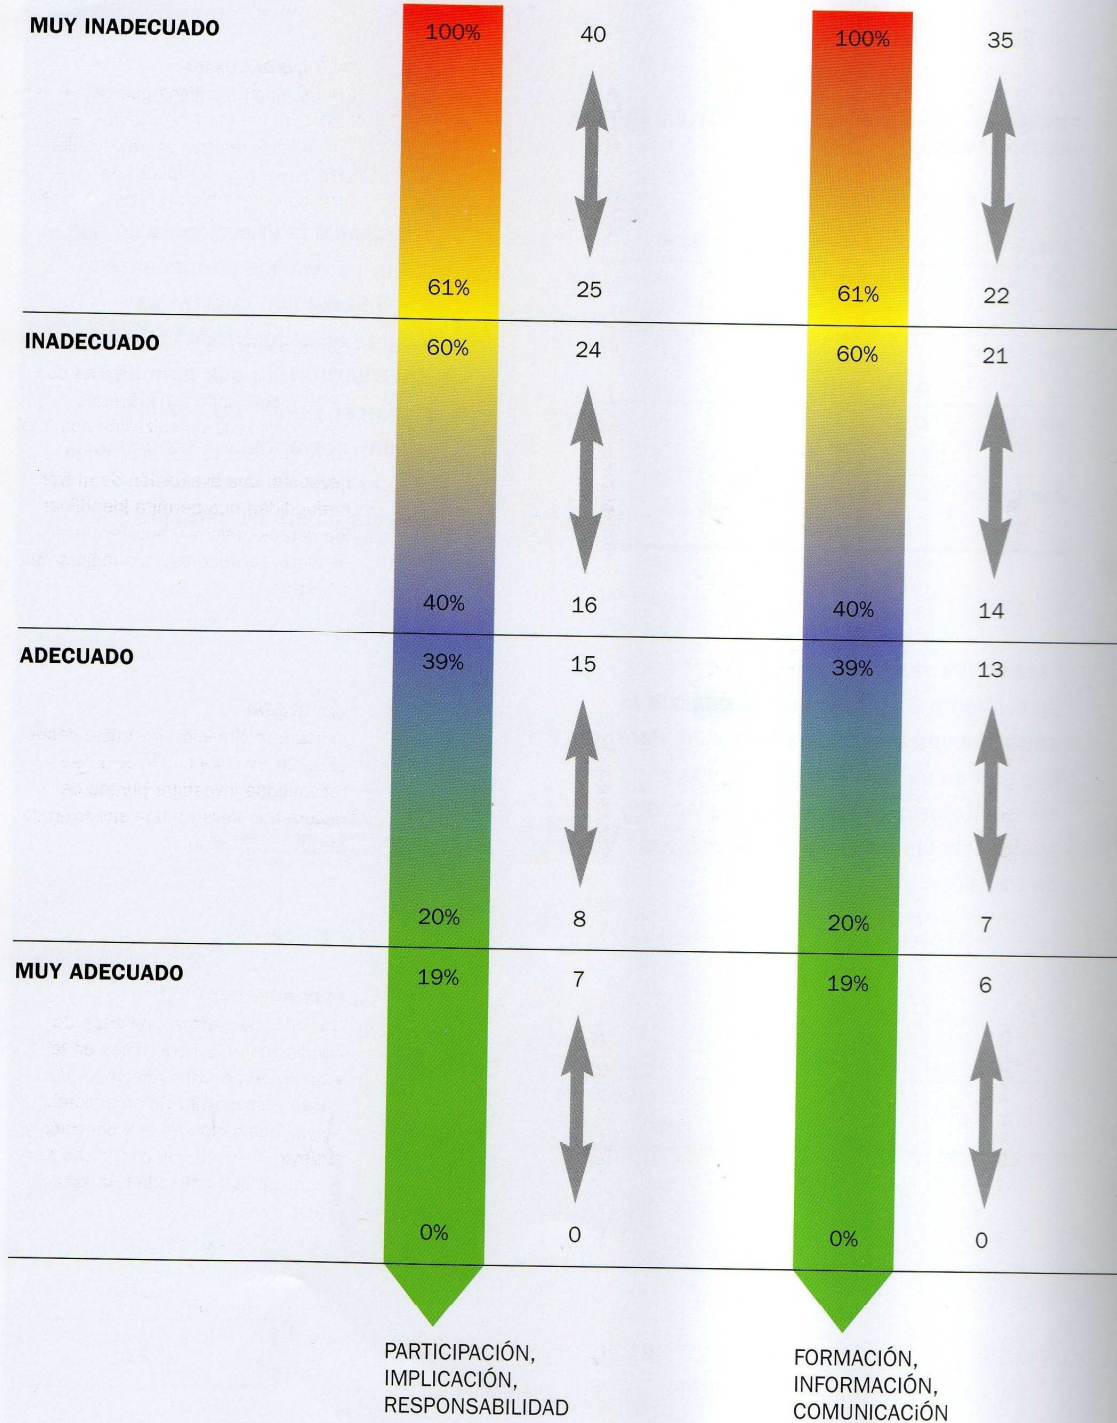 MUY INADECUADO 100% 40 100% 35
61% 25 61% 22
INADECUADO 60% 24 60% 21
40% 16 40% 14
ADECUADO 39% 15 39% 13
20% 8 20% 7
MUY ADECUADO 19% 7 19% 6
0% 0 0% 0
PARTICIPACIÓN,
IMPLICACIÓN,
RESPONSABILIDAD
FORMACIÓN,
INFORMACIÓN,
COMUNICACiÓN